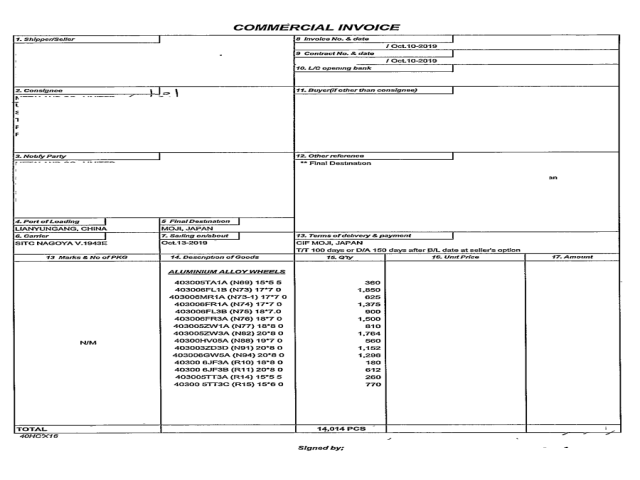 COMMERCIAL INVOICE
1. Shipper/Seller
8 Invoice No. & date
/ Oct.10-2019
9 Contract No. & date
/ Oct.10-2019
10. L/C opening bank
2. Consignee
11. Buyer(if other than consignee)
3. Notify Party
12. Other reference
** Final Destination
4. Port of Loading
5 Final Destination
LIANYUNGANG, CHINA
MOJI, JAPAN
6. Carrier
7. Sailing on/about
13. Terms of delivery & payment
SITC NAGOYA V.1943E
Oct.13-2019
CIF MOJI, JAPAN
T/T 100 days or D/A 150 days after B/L date at seller's option
13 Marks & No of PKG
14. Description of Goods
15. Q'ty
16. Unit Price
17. Amount
ALUMINIUM ALLOY WHEELS
403005TA1A (N69) 15*5 5 360
403006FL1B (N73) 17*7 0 1,850
403006MR1A (N73-1) 17*7 0 625
403006FR1A (N74) 17*7 0 1,375
403006FL3B (N75) 18*7.0 900
403006FR3A (N76) 18*7 0 1,500
403005ZW1A (N77) 18*8 0 810
403005ZW3A (N82) 20*8 0 1,764
N/M
40300HV05A (N88) 19*7 0 560
403003ZD3D (N91) 20*8 0 1,152
403006GW5A (N94) 20*8 0 1,296
40300 6JF3A (R10) 18*8 0 180
40300 6JF3B (R11) 20*8 0 612
403005TT3A (R14) 15*5 5 260
40300 5TT3C (R15) 15*6 0 770
TOTAL
14,014 PCS
40HC'X16
Signed by;